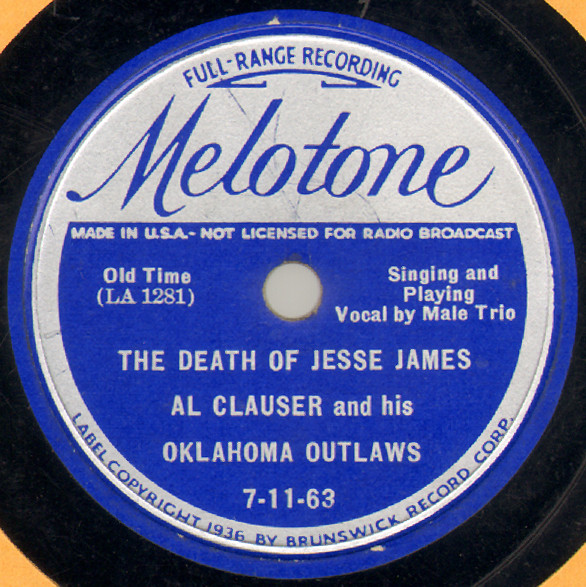 FULL-RANGE RECORDING
Melotone
MADE IN U.S.A.- NOT LICENSED FOR RADIO BROADCAST
Old Time
(LA 1281)
Singing and
Playing
Vocal by Male Trio
THE DEATH OF JESSE JAMES
AL CLAUSER and his
OKLAHOMA OUTLAWS
7-11-63
LABEL COPYRIGHT 1936 BY BRUNSWICK RECORD CORP.